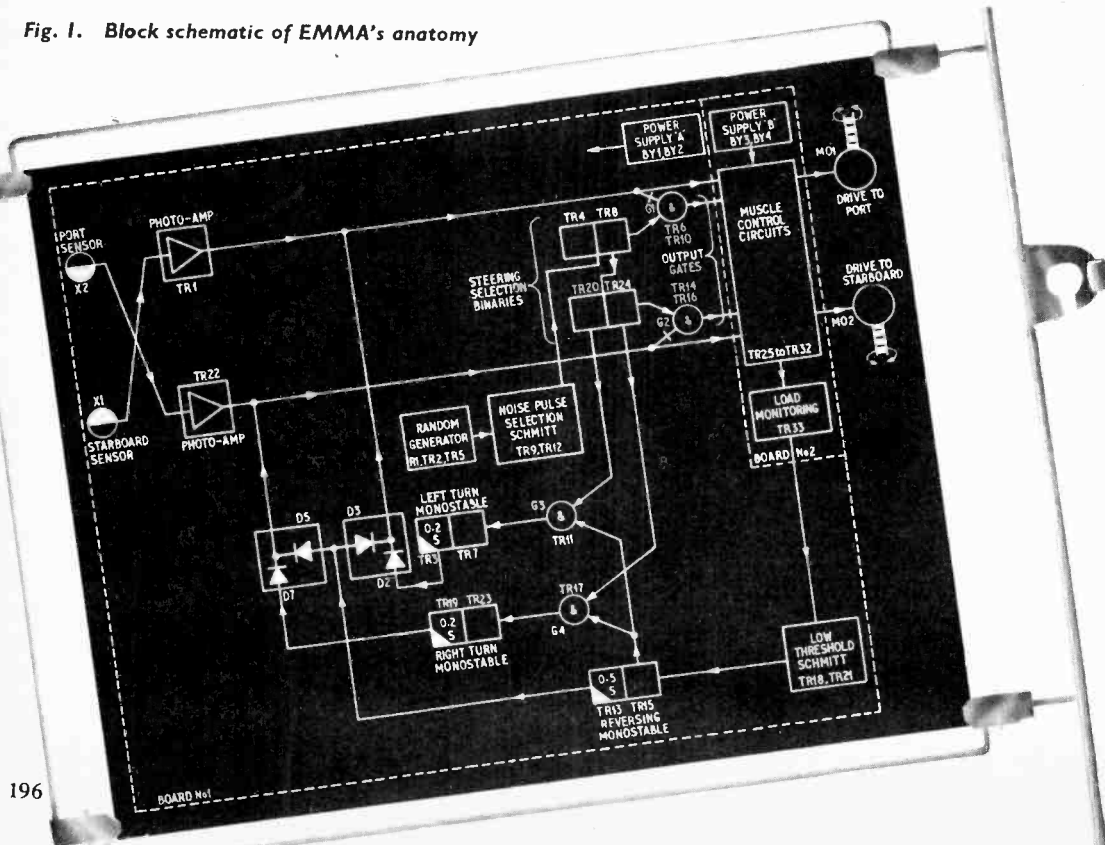 Fig. 1. Block schematic of EMMA's anatomy
POWER
SUPPLY 'A'
BY1,BY2
POWER
SUPPLY 'B'
BY3,BY4
MO1
DRIVE TO
PORT
PHOTO-AMP
TR1
PORT
SENSOR
X2
STEERING
SELECTION
BINARIES
TR4 TR8
TR20 TR24
G1
&
TR6
TR10
OUTPUT
GATES
TR14
TR16
G2
&
MUSCLE
CONTROL
CIRCUITS
TR25 to TR32
DRIVE TO
STARBOARD
MO2
X1
STARBOARD
SENSOR
TR22
PHOTO-AMP
RANDOM
GENERATOR
R1,TR2,TR5
NOISE PULSE
SELECTION
SCHMITT
TR9,TR12
LOAD
MONITORING
TR33
BOARD No2
LEFT TURN
MONOSTABLE
0·2
S
TR3 TR7
G3
&
TR11
D5 D3
D7 D2
TR19 TR23
0·2
S
RIGHT TURN
MONOSTABLE
TR17
&
G4
LOW
THRESHOLD
SCHMITT
TR18,TR21
0·5
S
TR13 TR15
REVERSING
MONOSTABLE
BOARD No1
196